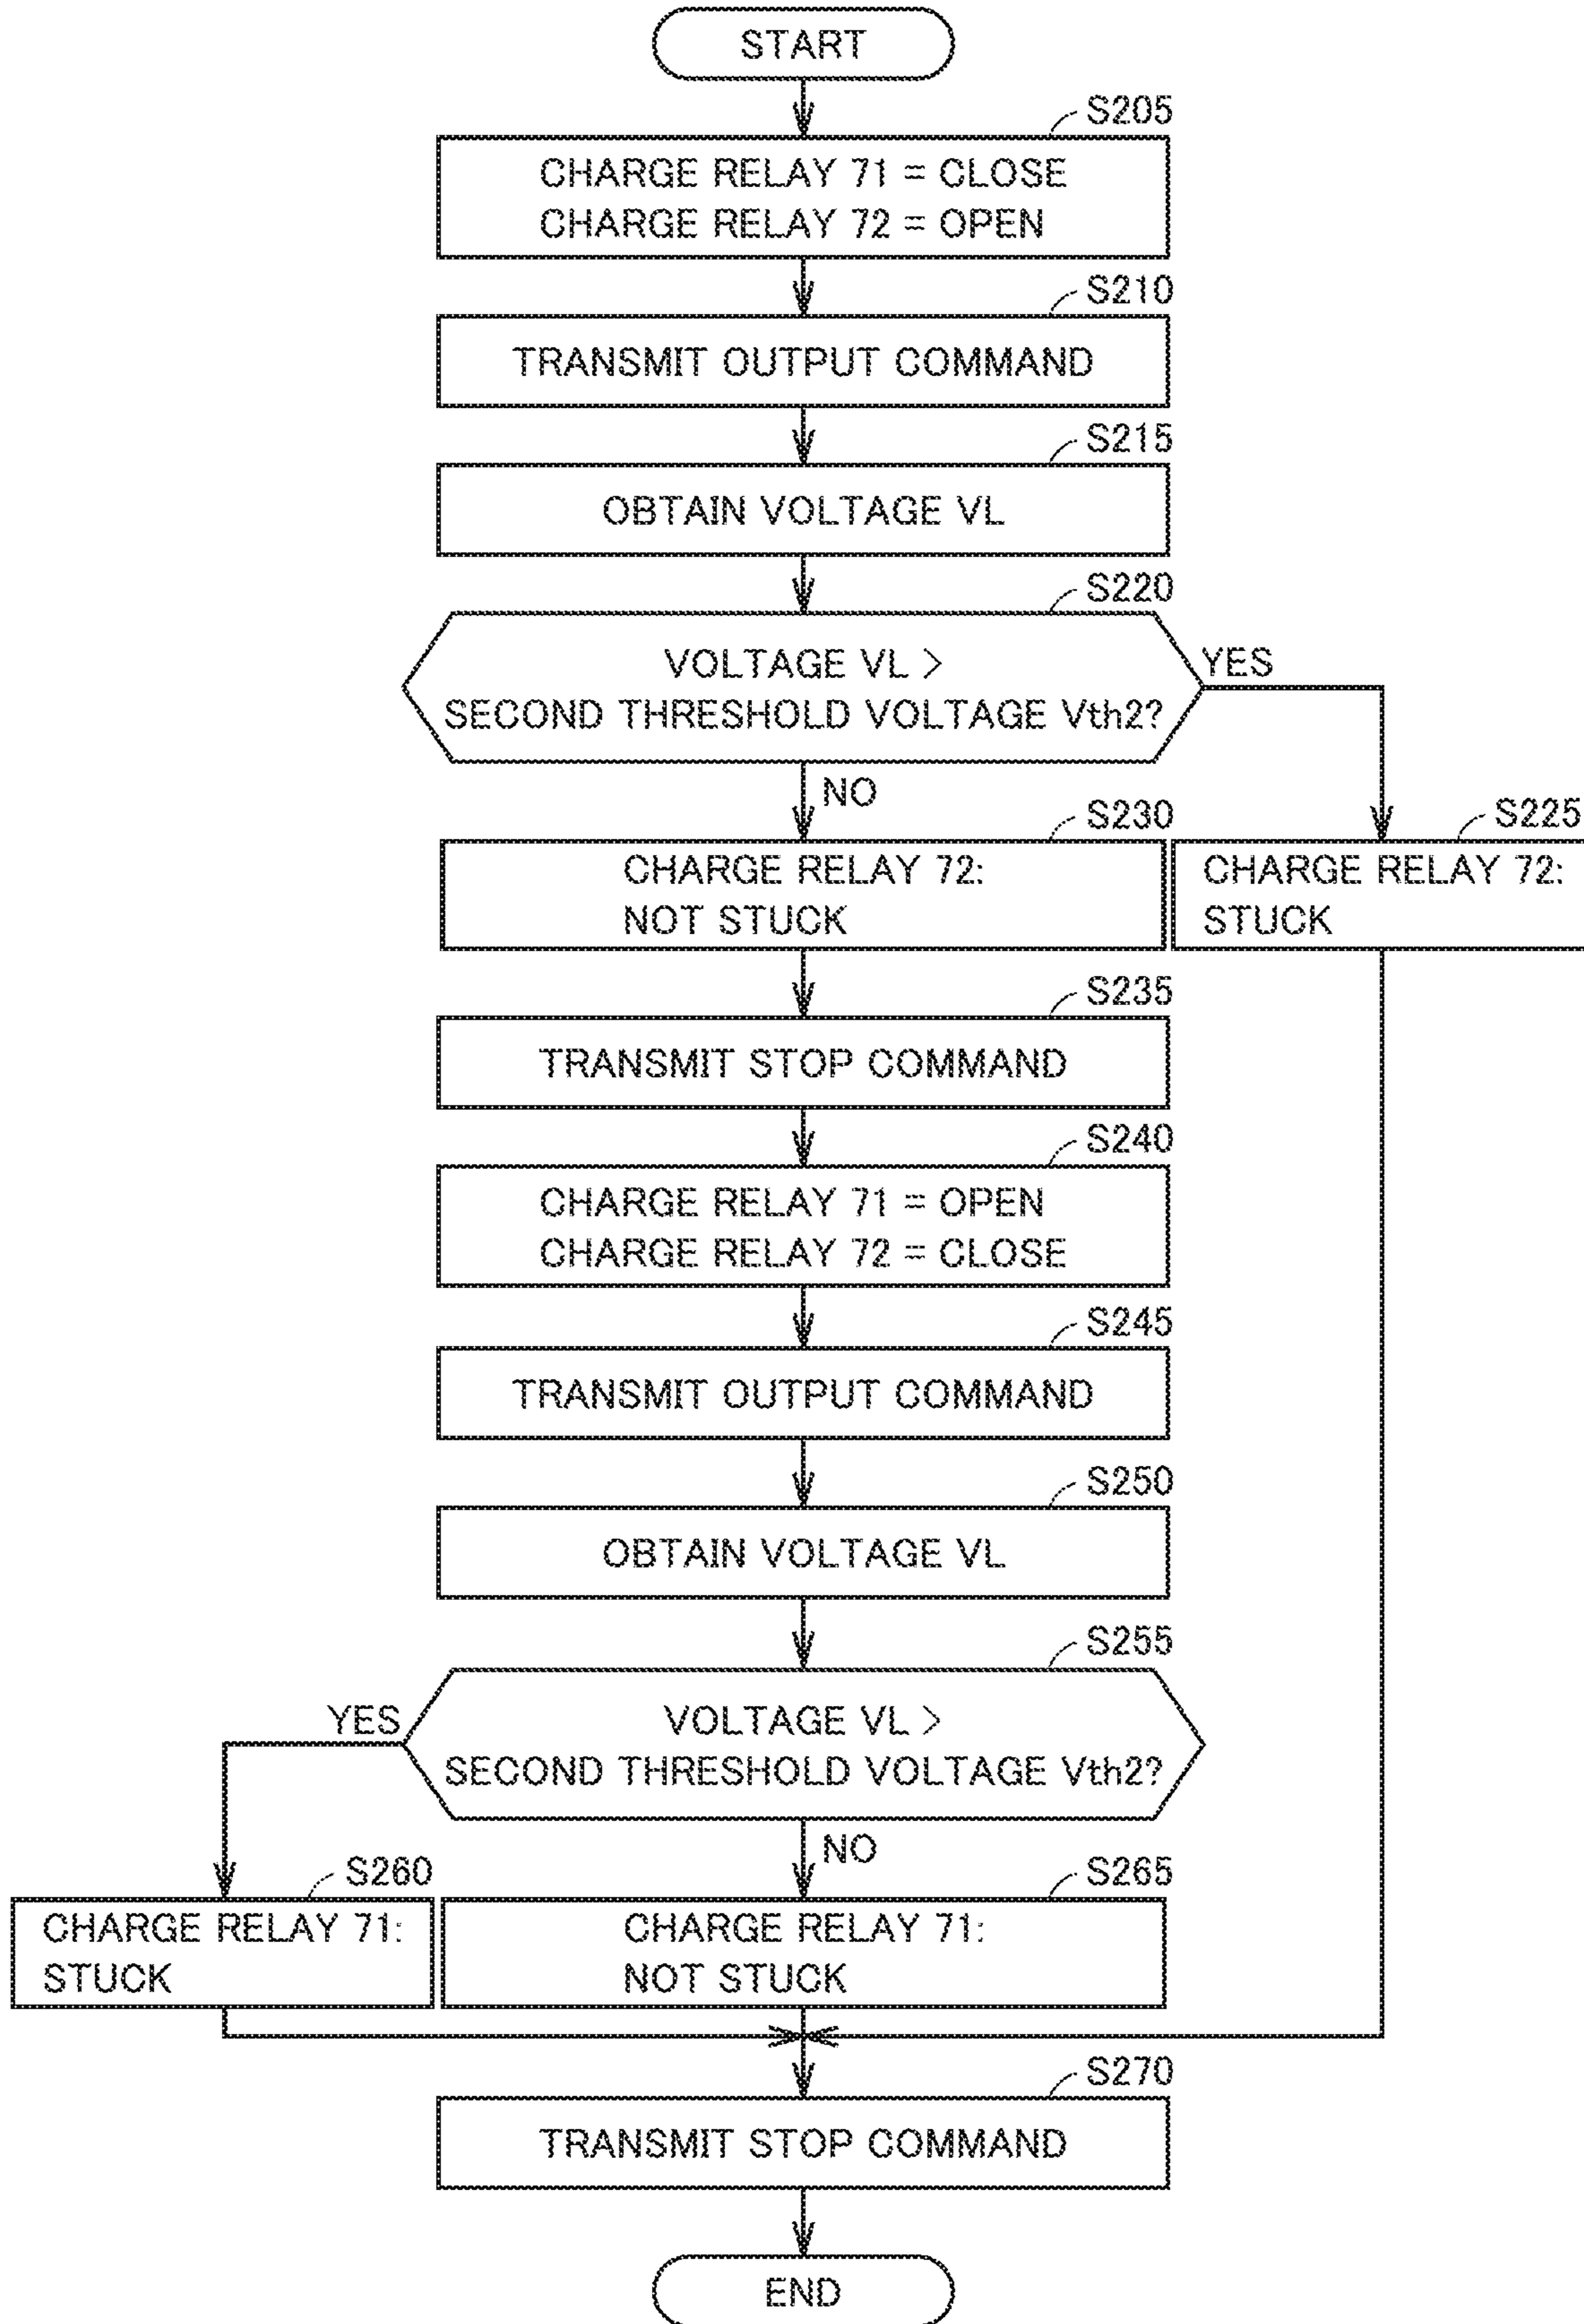 START
S205
CHARGE RELAY 71 = CLOSE
CHARGE RELAY 72 = OPEN
S210
TRANSMIT OUTPUT COMMAND
S215
OBTAIN VOLTAGE VL
S220
VOLTAGE VL >
SECOND THRESHOLD VOLTAGE Vth2?
YES
NO
S230
CHARGE RELAY 72:
NOT STUCK
S225
CHARGE RELAY 72:
STUCK
S235
TRANSMIT STOP COMMAND
S240
CHARGE RELAY 71 = OPEN
CHARGE RELAY 72 = CLOSE
S245
TRANSMIT OUTPUT COMMAND
S250
OBTAIN VOLTAGE VL
S255
VOLTAGE VL >
SECOND THRESHOLD VOLTAGE Vth2?
YES
NO
S260
CHARGE RELAY 71:
STUCK
S265
CHARGE RELAY 71:
NOT STUCK
S270
TRANSMIT STOP COMMAND
END